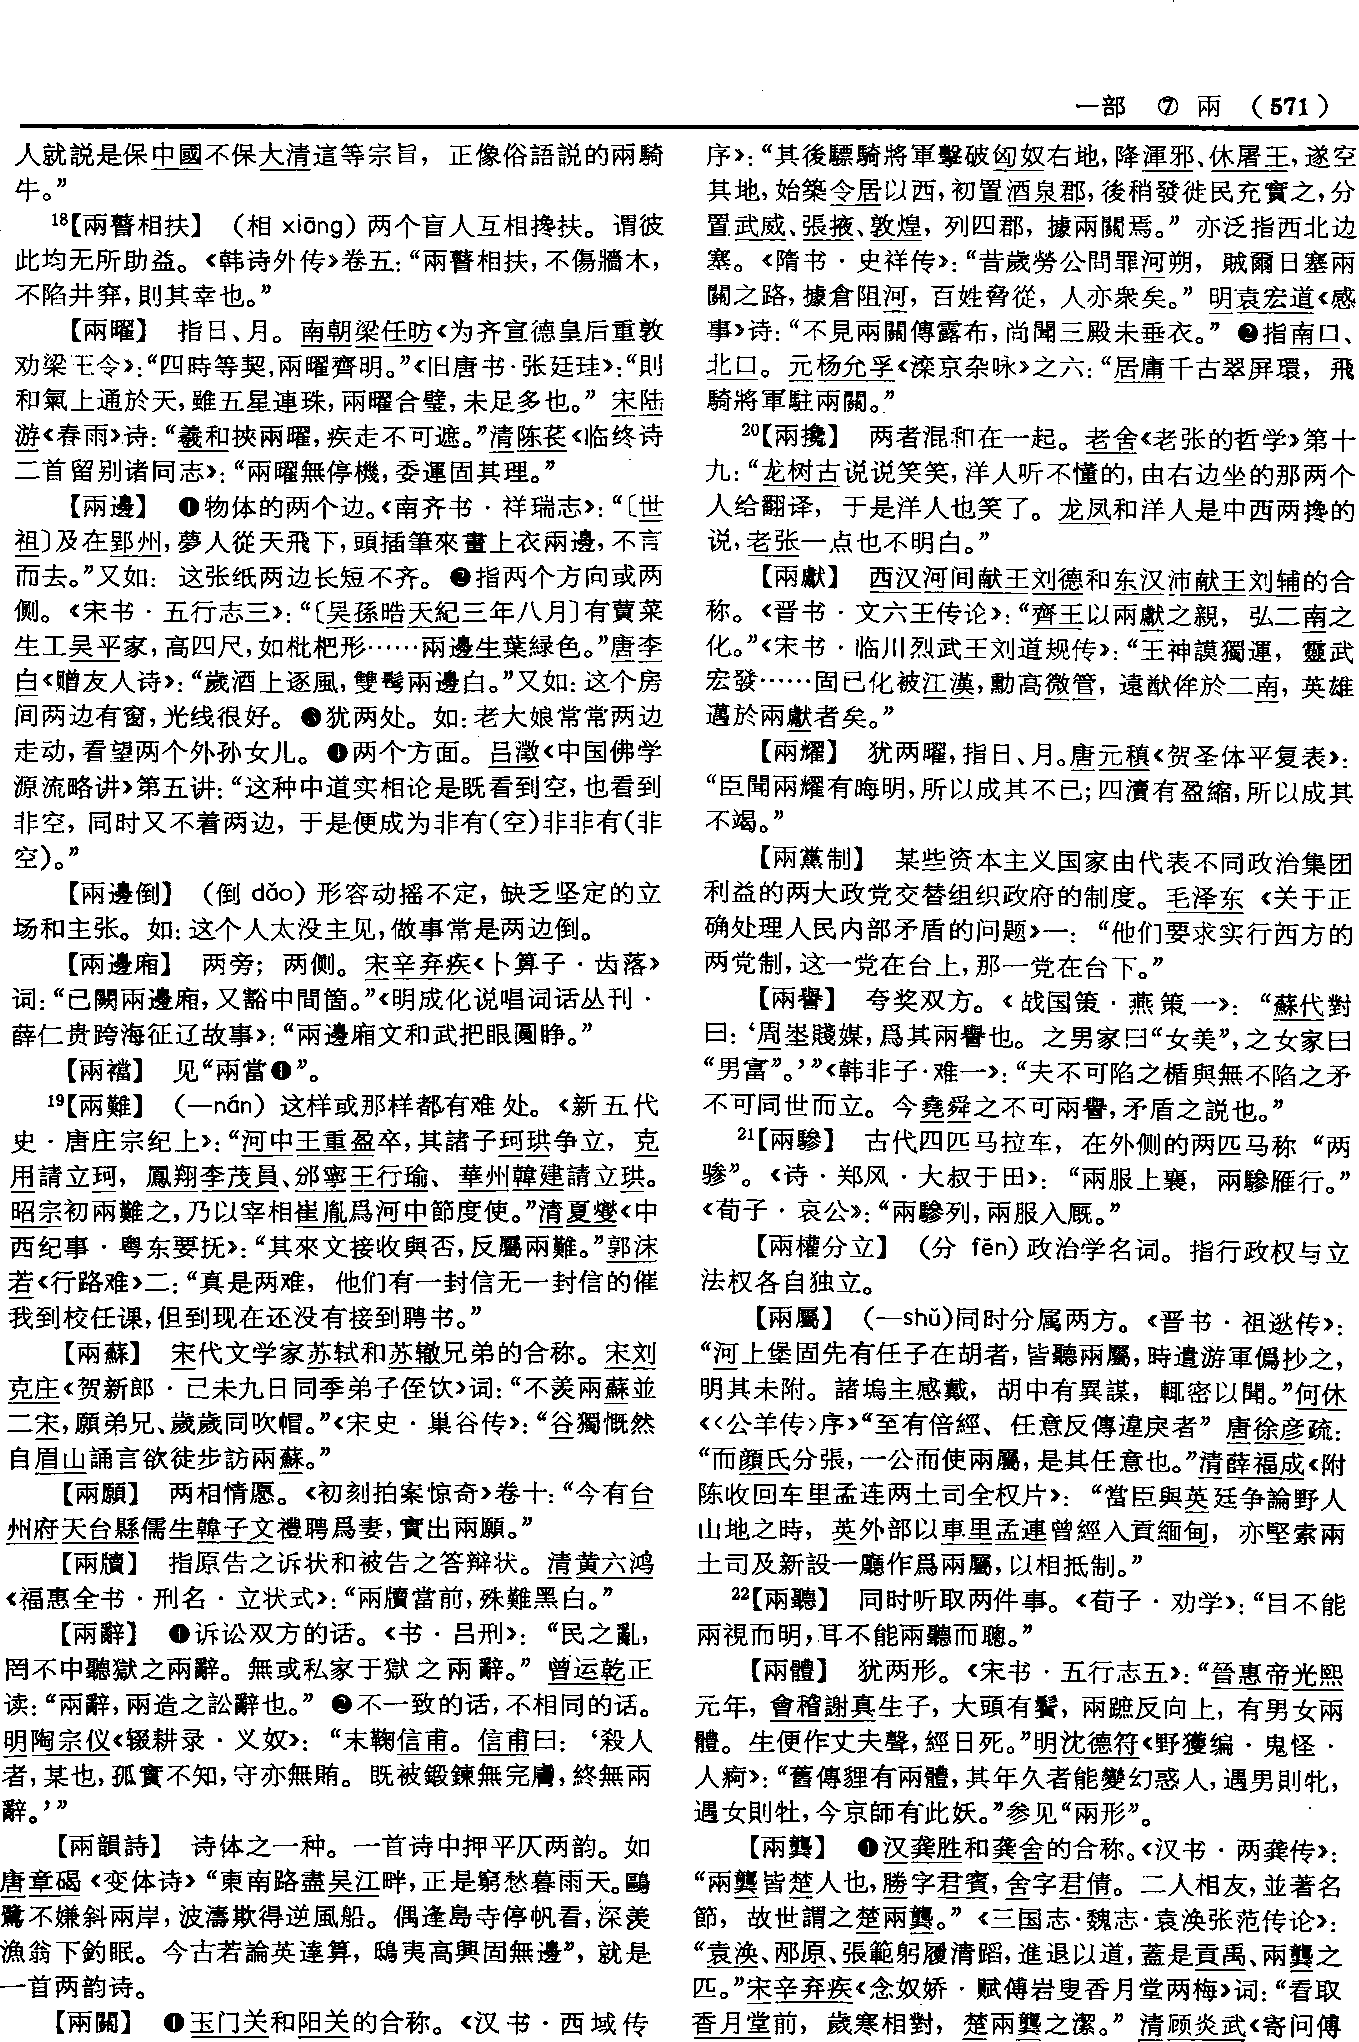 一部 ⑦ 兩 (571)
人就説是保中國不保大清這等宗旨，正像俗語説的兩騎
牛。”
18【兩瞽相扶】 （相 xiāng）两个盲人互相搀扶。谓彼
此均无所助益。《韩诗外传》卷五：“兩瞽相扶，不傷牆木，
不陷井穽，則其幸也。”
【兩曜】 指日、月。南朝梁任昉《为齐宣德皇后重敦
劝梁王令》：“四時等契，兩曜齊明。”《旧唐书·张廷珪》：“則
和氣上通於天，雖五星連珠，兩曜合璧，未足多也。”宋陆
游《春雨》诗：“羲和挾兩曜，疾走不可遮。”清陈苌《临终诗
二首留别诸同志》：“兩曜無停機，委運固其理。”
【兩邊】 ❶物体的两个边。《南齐书·祥瑞志》：“〔世
祖〕及在郢州，夢人從天飛下，頭插筆來畫上衣兩邊，不言
而去。”又如：这张纸两边长短不齐。❷指两个方向或两
侧。《宋书·五行志三》：“〔吴孫晧天紀三年八月〕有蕒菜
生工吴平家，高四尺，如枇杷形……兩邊生葉緑色。”唐李
白《赠友人诗》：“歲酒上逐風，雙髩兩邊白。”又如：这个房
间两边有窗，光线很好。❸犹两处。如：老大娘常常两边
走动，看望两个外孙女儿。❹两个方面。吕澂《中国佛学
源流略讲》第五讲：“这种中道实相论是既看到空，也看到
非空，同时又不着两边，于是便成为非有（空）非非有（非
空）。”
【兩邊倒】 （倒 dǎo）形容动摇不定，缺乏坚定的立
场和主张。如：这个人太没主见，做事常是两边倒。
【兩邊廂】 两旁；两侧。宋辛弃疾《卜算子·齿落》
词：“已闕兩邊廂，又豁中間箇。”《明成化说唱词话丛刊·
薛仁贵跨海征辽故事》：“兩邊廂文和武把眼圓睁。”
【兩襠】 见“兩當❶”。
19【兩難】 （—nán）这样或那样都有难处。《新五代
史·唐庄宗纪上》：“河中王重盈卒，其諸子珂珙争立，克
用請立珂，鳳翔李茂貞、邠寧王行瑜、華州韓建請立珙。
昭宗初兩難之，乃以宰相崔胤爲河中節度使。”清夏燮《中
西纪事·粤东要抚》：“其來文接收與否，反屬兩難。”郭沫
若《行路难》二：“真是两难，他们有一封信无一封信的催
我到校任课，但到现在还没有接到聘书。”
【兩蘇】 宋代文学家苏轼和苏辙兄弟的合称。宋刘
克庄《贺新郎·己未九日同季弟子侄饮》词：“不羡兩蘇並
二宋，願弟兄、歲歲同吹帽。”《宋史·巢谷传》：“谷獨慨然
自眉山誦言欲徒步訪兩蘇。”
【兩願】 两相情愿。《初刻拍案惊奇》卷十：“今有台
州府天台縣儒生韓子文禮聘爲妻，實出兩願。”
【兩牘】 指原告之诉状和被告之答辩状。清黄六鸿
《福惠全书·刑名·立状式》：“兩牘當前，殊難黑白。”
【兩辭】 ❶诉讼双方的话。《书·吕刑》：“民之亂，
罔不中聽獄之兩辭。無或私家于獄之兩辭。”曾运乾正
读：“兩辭，兩造之訟辭也。”❷不一致的话，不相同的话。
明陶宗仪《辍耕录·义奴》：“末鞫信甫。信甫曰：‘殺人
者，某也，孤實不知，守亦無賄。既被鍛鍊無完膚，終無兩
辭。’”
【兩韻詩】 诗体之一种。一首诗中押平仄两韵。如
唐章碣《变体诗》“東南路盡吴江畔，正是窮愁暮雨天。鷗
鷺不嫌斜兩岸，波濤欺得逆風船。偶逢島寺停帆看，深羡
漁翁下釣眠。今古若論英達算，鴟夷高興固無邊”，就是
一首两韵诗。
【兩關】 ❶玉门关和阳关的合称。《汉书·西域传
序》：“其後驃騎將軍擊破匈奴右地，降渾邪、休屠王，遂空
其地，始築令居以西，初置酒泉郡，後稍發徙民充實之，分
置武威、張掖、敦煌，列四郡，據兩關焉。”亦泛指西北边
塞。《隋书·史祥传》：“昔歲勞公問罪河朔，賊爾日塞兩
關之路，據倉阻河，百姓脅從，人亦衆矣。”明袁宏道《感
事》诗：“不見兩關傳露布，尚聞三殿未垂衣。”❷指南口、
北口。元杨允孚《滦京杂咏》之六：“居庸千古翠屏環，飛
騎將軍駐兩關。”
20【兩攙】 两者混和在一起。老舍《老张的哲学》第十
九：“龙树古说说笑笑，洋人听不懂的，由右边坐的那两个
人给翻译，于是洋人也笑了。龙凤和洋人是中西两搀的
说，老张一点也不明白。”
【兩獻】 西汉河间献王刘德和东汉沛献王刘辅的合
称。《晋书·文六王传论》：“齊王以兩獻之親，弘二南之
化。”《宋书·临川烈武王刘道规传》：“王神謨獨運，靈武
宏發……固已化被江漢，勳高微管，遠猷侔於二南，英雄
邁於兩獻者矣。”
【兩耀】 犹两曜，指日、月。唐元稹《贺圣体平复表》：
“臣聞兩耀有晦明，所以成其不已；四瀆有盈縮，所以成其
不竭。”
【兩黨制】 某些资本主义国家由代表不同政治集团
利益的两大政党交替组织政府的制度。毛泽东《关于正
确处理人民内部矛盾的问题》一：“他们要求实行西方的
两党制，这一党在台上，那一党在台下。”
【兩譽】 夸奖双方。《战国策·燕策一》：“蘇代對
曰：‘周埊賤媒，爲其兩譽也。之男家曰“女美”，之女家曰
“男富”。’”《韩非子·难一》：“夫不可陷之楯與無不陷之矛
不可同世而立。今堯舜之不可兩譽，矛盾之説也。”
21【兩驂】 古代四匹马拉车，在外侧的两匹马称“两
骖”。《诗·郑风·大叔于田》：“兩服上襄，兩驂雁行。”
《荀子·哀公》：“兩驂列，兩服入厩。”
【兩權分立】 （分 fēn）政治学名词。指行政权与立
法权各自独立。
【兩屬】 （—shǔ）同时分属两方。《晋书·祖逖传》：
“河上堡固先有任子在胡者，皆聽兩屬，時遣游軍僞抄之，
明其未附。諸塢主感戴，胡中有異謀，輒密以聞。”何休
《〈公羊传〉序》“至有倍經、任意反傳違戾者”唐徐彦疏：
“而顔氏分張，一公而使兩屬，是其任意也。”清薛福成《附
陈收回车里孟连两土司全权片》：“當臣與英廷争論野人
山地之時，英外部以車里孟連曾經入貢緬甸，亦堅索兩
土司及新設一廳作爲兩屬，以相抵制。”
22【兩聽】 同时听取两件事。《荀子·劝学》：“目不能
兩視而明，耳不能兩聽而聰。”
【兩體】 犹两形。《宋书·五行志五》：“晉惠帝光熙
元年，會稽謝真生子，大頭有鬢，兩蹠反向上，有男女兩
體。生便作丈夫聲，經日死。”明沈德符《野獲编·鬼怪·
人痾》：“舊傳貍有兩體，其年久者能變幻惑人，遇男則牝，
遇女則牡，今京師有此妖。”参见“兩形”。
【兩龔】 ❶汉龚胜和龚舍的合称。《汉书·两龚传》：
“兩龔皆楚人也，勝字君賓，舍字君倩。二人相友，並著名
節，故世謂之楚兩龔。”《三国志·魏志·袁涣张范传论》：
“袁涣、邴原、張範躬履清蹈，進退以道，蓋是貢禹、兩龔之
匹。”宋辛弃疾《念奴娇·赋傅岩叟香月堂两梅》词：“看取
香月堂前，歲寒相對，楚兩龔之潔。”清顾炎武《寄问傅